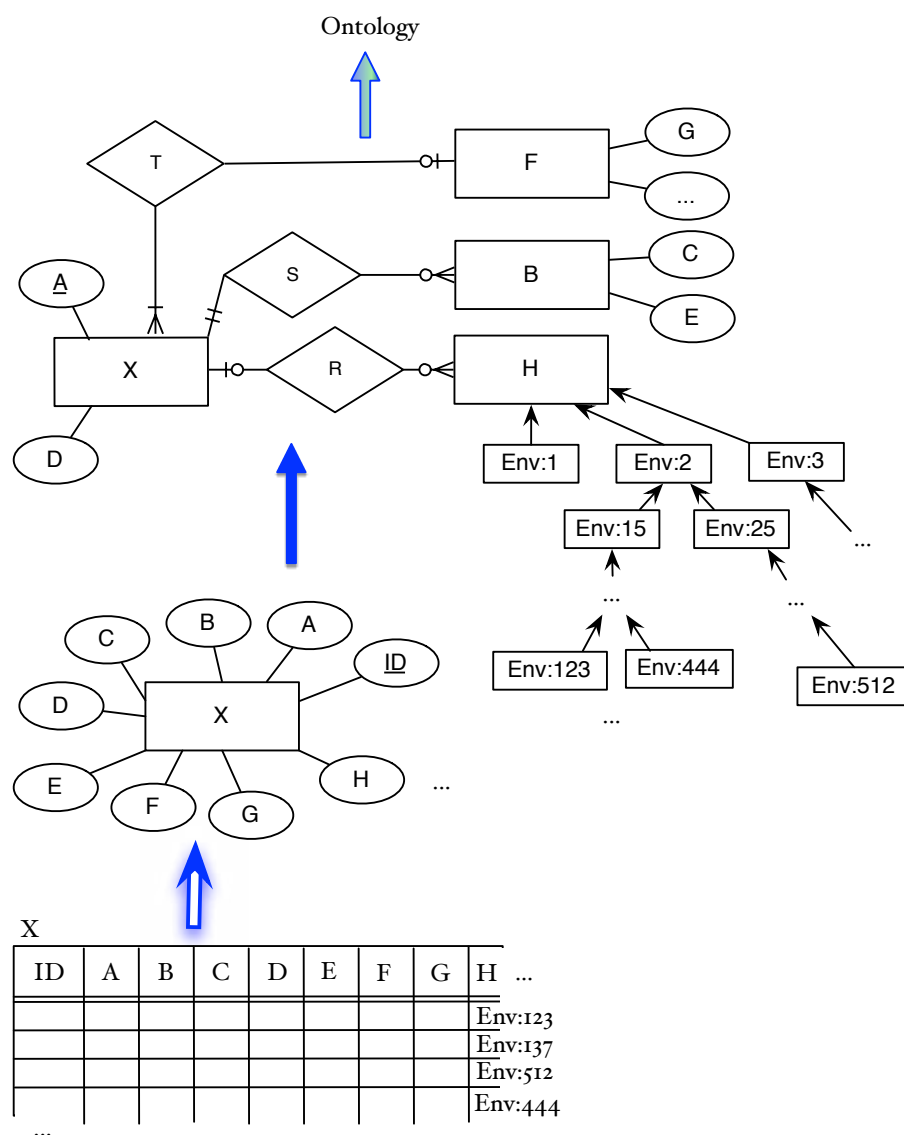 Ontology
G
T
F
...
A
S
B
C
E
X
R
H
D
Env:1
Env:2
Env:3
Env:15
Env:25
...
...
...
Env:123
Env:444
Env:512
...
B
A
C
ID
D
X
E
F
G
H
...
X
ID A B C D E F G H ...
Env:123
Env:137
Env:512
Env:444
...